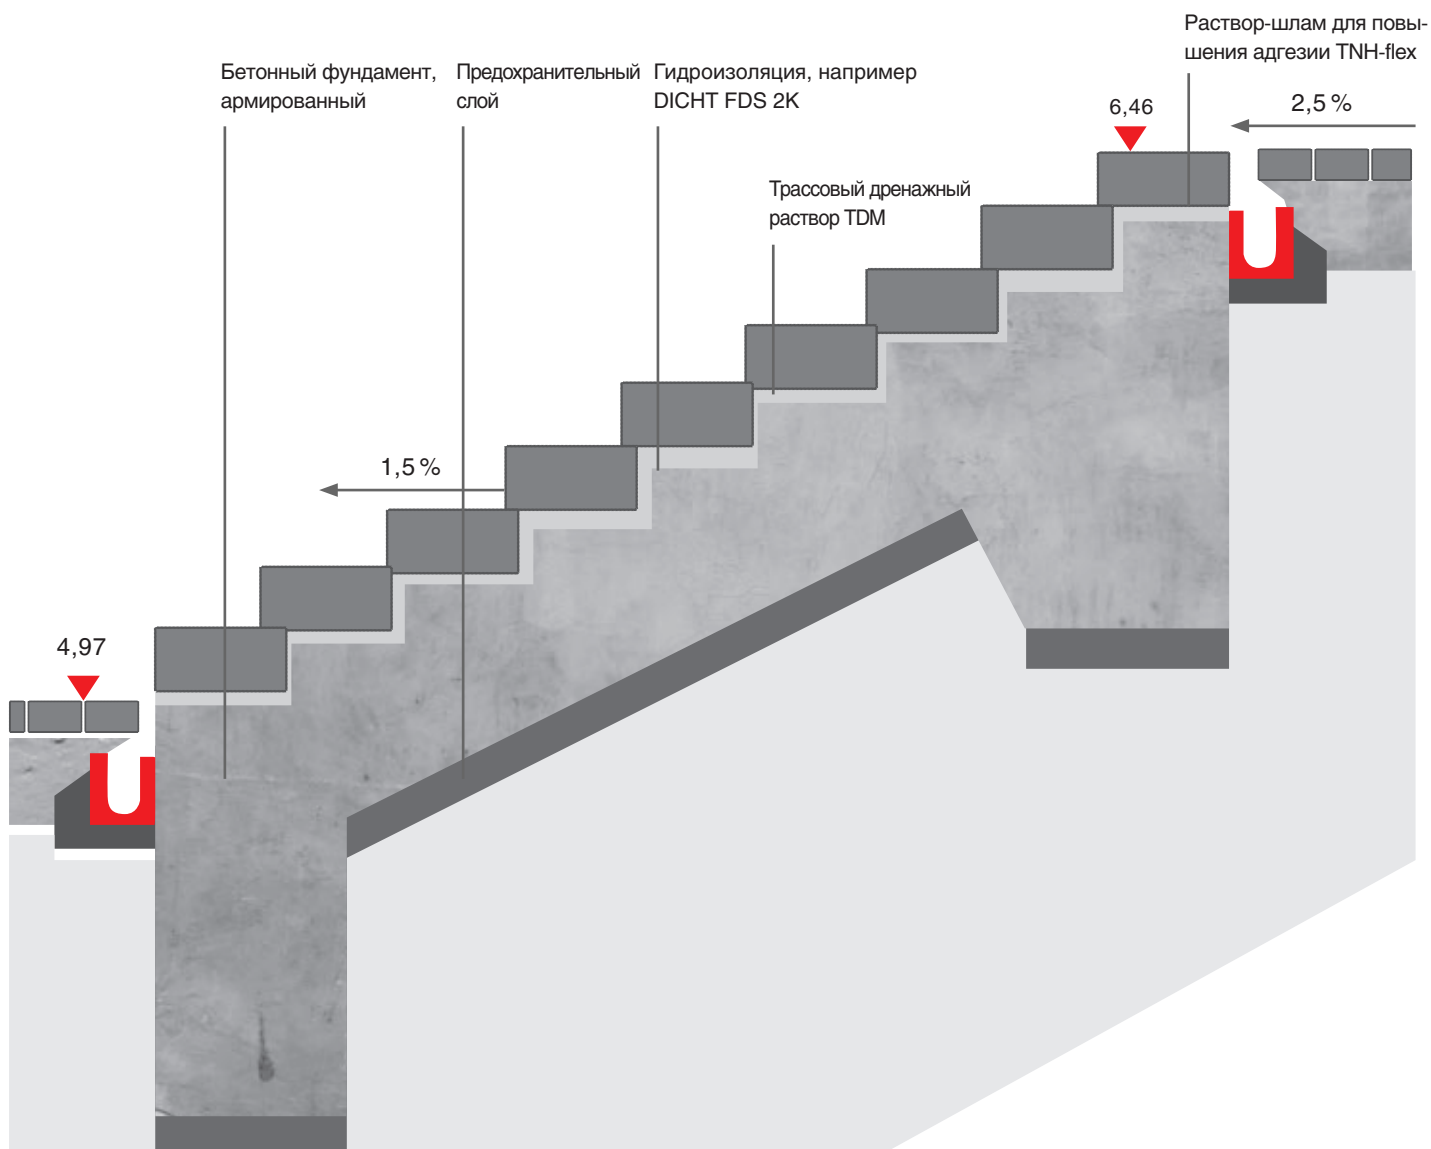 Раствор-шлам для повы-
шения адгезии TNH-flex
Бетонный фундамент,
армированный
Предохранительный
слой
Гидроизоляция, например
DICHT FDS 2K
6,46
2,5 %
Трассовый дренажный
раствор TDM
1,5 %
4,97